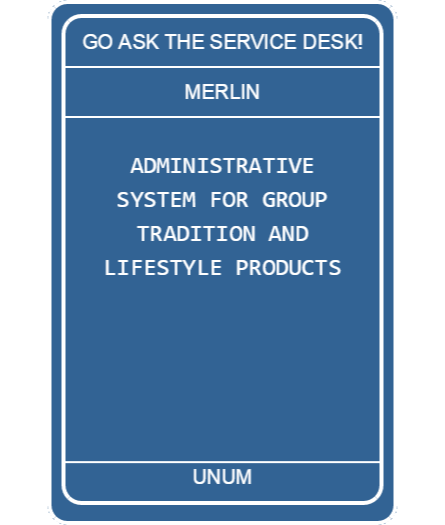 GO ASK THE SERVICE DESK!
MERLIN
ADMINISTRATIVE
SYSTEM FOR GROUP
TRADITION AND
LIFESTYLE PRODUCTS
UNUM